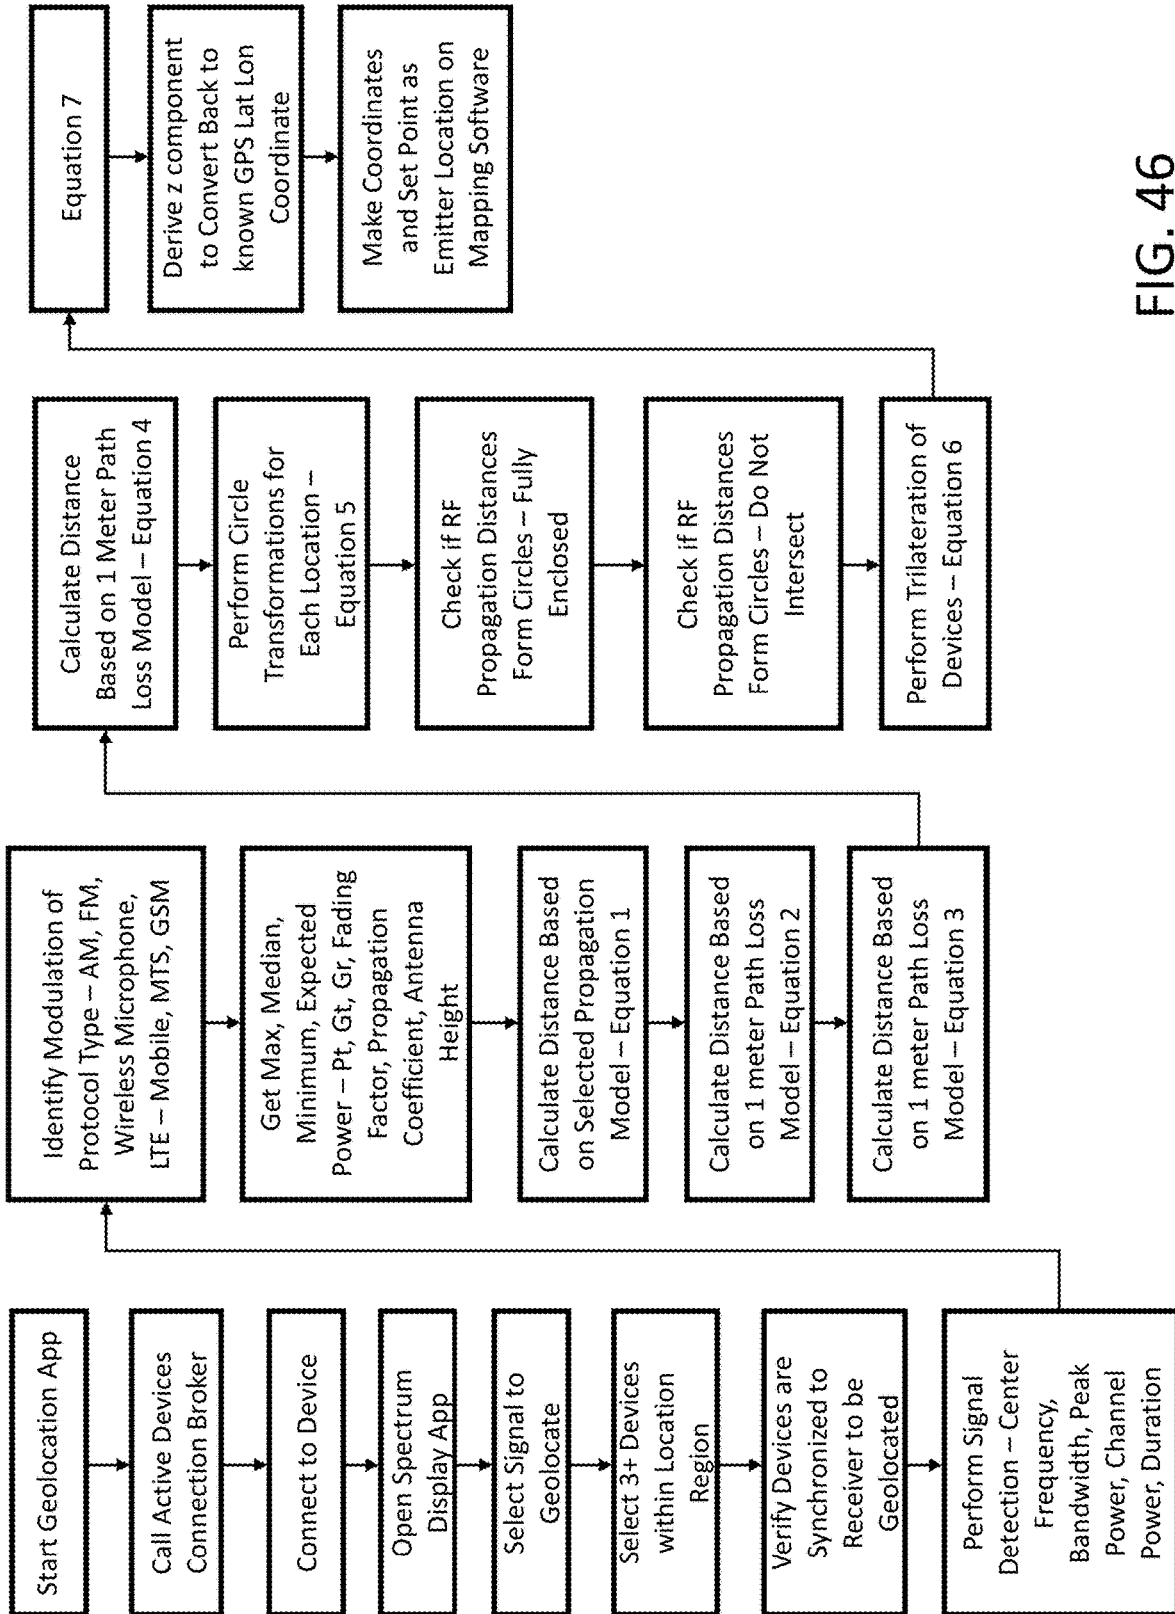 Start Geolocation App
Call Active Devices
Connection Broker
Connect to Device
Open Spectrum
Display App
Select Signal to
Geolocate
Select 3+ Devices
within Location
Region
Verify Devices are
Synchronized to
Receiver to be
Geolocated
Perform Signal
Detection – Center
Frequency,
Bandwidth, Peak
Power, Channel
Power, Duration
Identify Modulation of
Protocol Type – AM, FM,
Wireless Microphone,
LTE – Mobile, MTS, GSM
Get Max, Median,
Minimum, Expected
Power – Pt, Gt, Gr, Fading
Factor, Propagation
Coefficient, Antenna
Height
Calculate Distance Based
on Selected Propagation
Model – Equation 1
Calculate Distance Based
on 1 meter Path Loss
Model – Equation 2
Calculate Distance Based
on 1 meter Path Loss
Model – Equation 3
Calculate Distance
Based on 1 Meter Path
Loss Model – Equation 4
Perform Circle
Transformations for
Each Location –
Equation 5
Check if RF
Propagation Distances
Form Circles – Fully
Enclosed
Check if RF
Propagation Distances
Form Circles – Do Not
Intersect
Perform Trilateration of
Devices – Equation 6
Equation 7
Derive z component
to Convert Back to
known GPS Lat Lon
Coordinate
Make Coordinates
and Set Point as
Emitter Location on
Mapping Software
FIG. 46